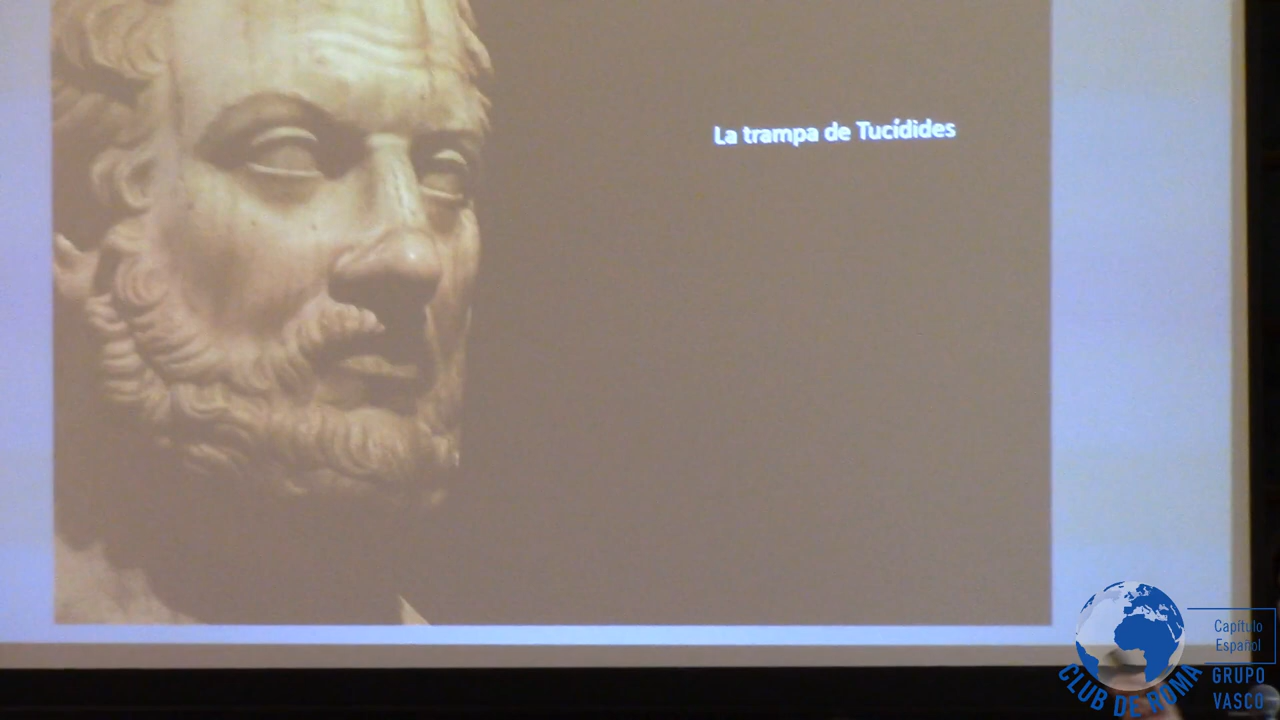 La trampa de Tucídides
Capítulo
Español
CLUB DE ROMA
GRUPO
VASCO